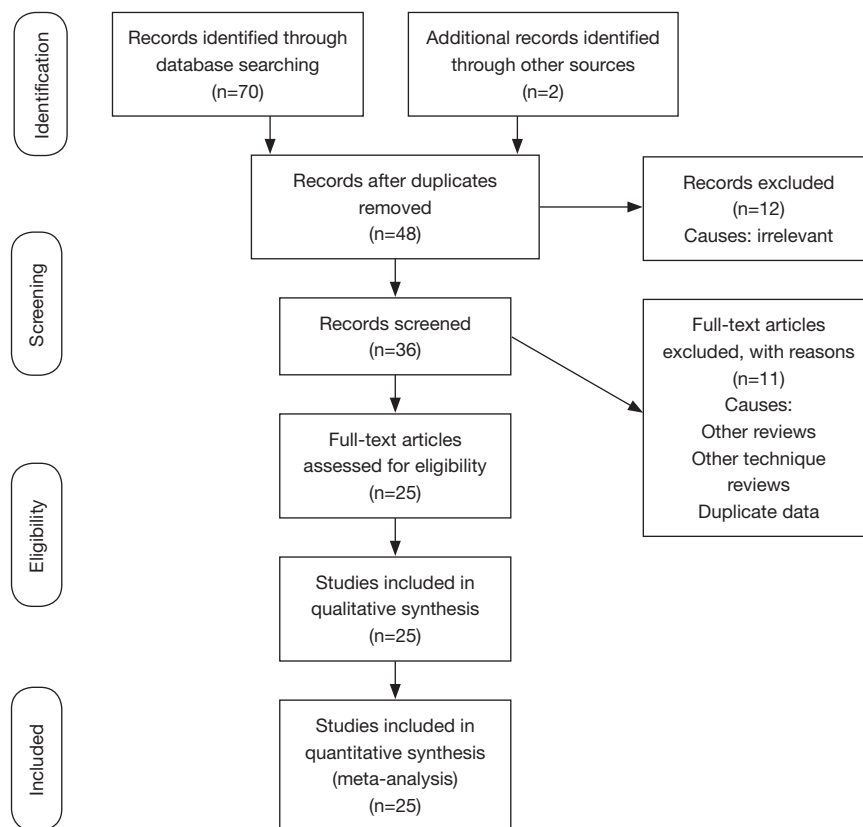 Identification
Records identified through
database searching
(n=70)
Additional records identified
through other sources
(n=2)
Records after duplicates
removed
(n=48)
Records excluded
(n=12)
Causes: irrelevant
Screening
Records screened
(n=36)
Full-text articles
excluded, with reasons
(n=11)
Causes:
Other reviews
Other technique
reviews
Duplicate data
Eligibility
Full-text articles
assessed for eligibility
(n=25)
Studies included in
qualitative synthesis
(n=25)
Included
Studies included in
quantitative synthesis
(meta-analysis)
(n=25)